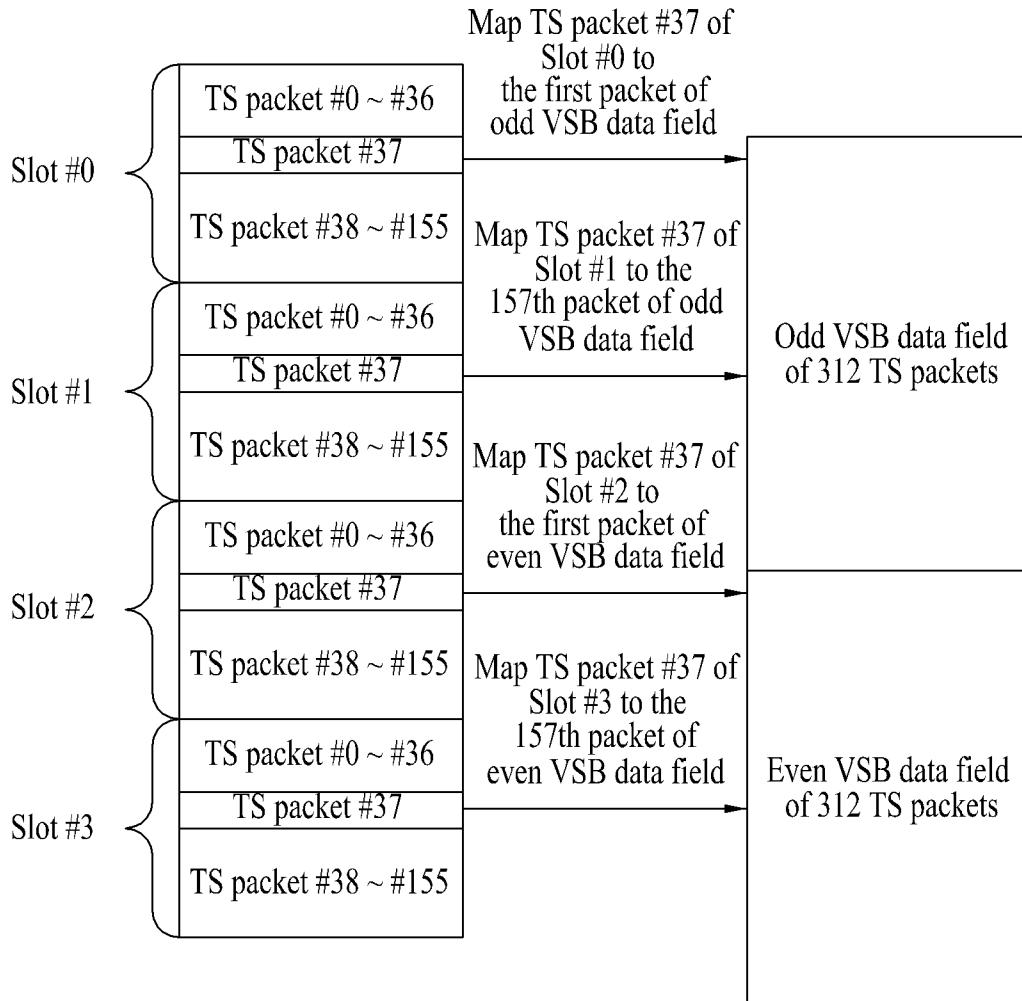 Slot #0
TS packet #0 ~ #36
TS packet #37
TS packet #38 ~ #155
Slot #1
TS packet #0 ~ #36
TS packet #37
TS packet #38 ~ #155
Slot #2
TS packet #0 ~ #36
TS packet #37
TS packet #38 ~ #155
Slot #3
TS packet #0 ~ #36
TS packet #37
TS packet #38 ~ #155
Map TS packet #37 of
Slot #0 to
the first packet of
odd VSB data field
Map TS packet #37 of
Slot #1 to the
157th packet of odd
VSB data field
Map TS packet #37 of
Slot #2 to
the first packet of
even VSB data field
Map TS packet #37 of
Slot #3 to the
157th packet of
even VSB data field
Odd VSB data field
of 312 TS packets
Even VSB data field
of 312 TS packets